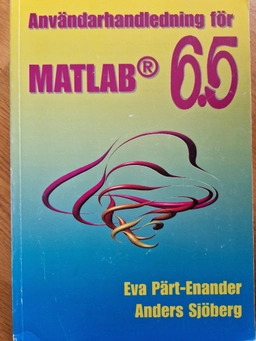 Användarhandledning för
MATLAB® 6.5
Eva Pärt-Enander
Anders Sjöberg